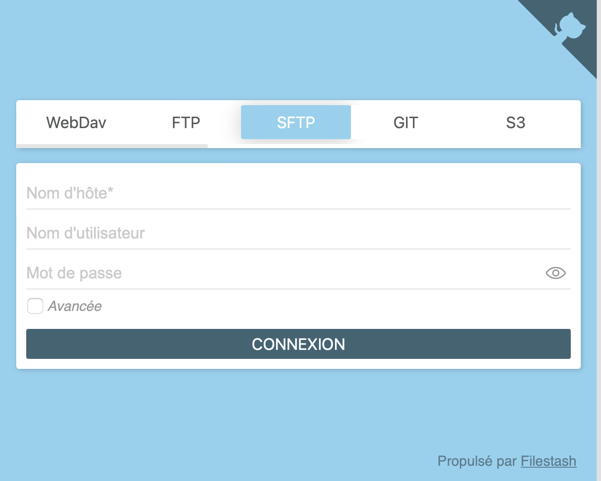 WebDav FTP SFTP GIT S3
Nom d'hôte*
Nom d'utilisateur
Mot de passe
Avancée
CONNEXION
Propulsé par Filestash